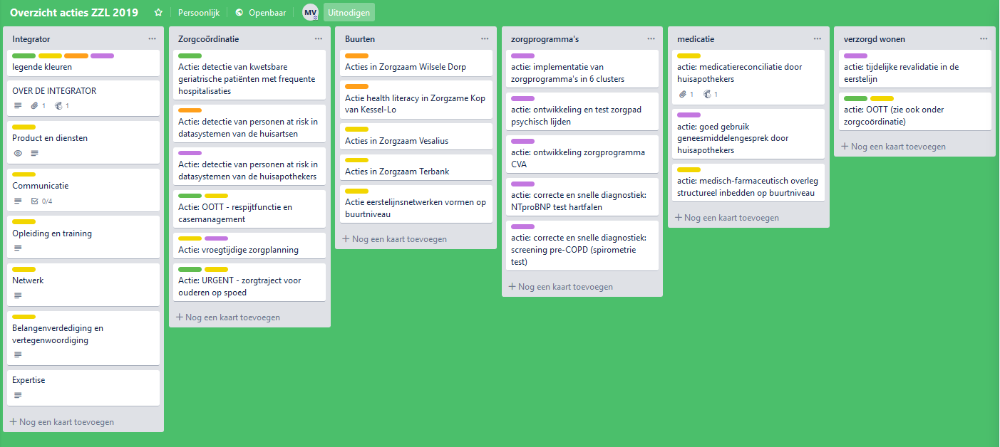 Overzicht acties ZZL 2019
Persoonlijk
Openbaar
MV
Uitnodigen
Integrator
legende kleuren
OVER DE INTEGRATOR
1
1
Product en diensten
Communicatie
0/4
Opleiding en training
Netwerk
Belangenverdediging en
vertegenwoordiging
Expertise
+ Nog een kaart toevoegen
Zorgcoördinatie
Actie: detectie van kwetsbare
geriatrische patiënten met frequente
hospitalisaties
Actie: detectie van personen at risk in
datasystemen van de huisartsen
Actie: detectie van personen at risk in
datasystemen van de huisapothekers
Actie: OOTT - respijtfunctie en
casemanagement
Actie: vroegtijdige zorgplanning
Actie: URGENT - zorgtraject voor
ouderen op spoed
+ Nog een kaart toevoegen
Buurten
Acties in Zorgzaam Wilsele Dorp
Actie health literacy in Zorgzame Kop
van Kessel-Lo
Acties in Zorgzaam Vesalius
Acties in Zorgzaam Terbank
Actie eerstelijnsnetwerken vormen op
buurtniveau
+ Nog een kaart toevoegen
zorgprogramma's
actie: implementatie van
zorgprogramma's in 6 clusters
actie: ontwikkeling en test zorgpad
psychisch lijden
actie: ontwikkeling zorgprogramma
CVA
actie: correcte en snelle diagnostiek:
NTproBNP test hartfalen
actie: correcte en snelle diagnostiek:
screening pre-COPD (spirometrie
test)
+ Nog een kaart toevoegen
medicatie
actie: medicatiereconciliatie door
huisapothekers
1
1
actie: goed gebruik
geneesmiddelengesprek door
huisapothekers
actie: medisch-farmaceutisch overleg
structureel inbedden op buurtniveau
+ Nog een kaart toevoegen
verzorgd wonen
actie: tijdelijke revalidatie in de
eerstelijn
actie: OOTT (zie ook onder
zorgcoördinatie)
+ Nog een kaart toevoegen